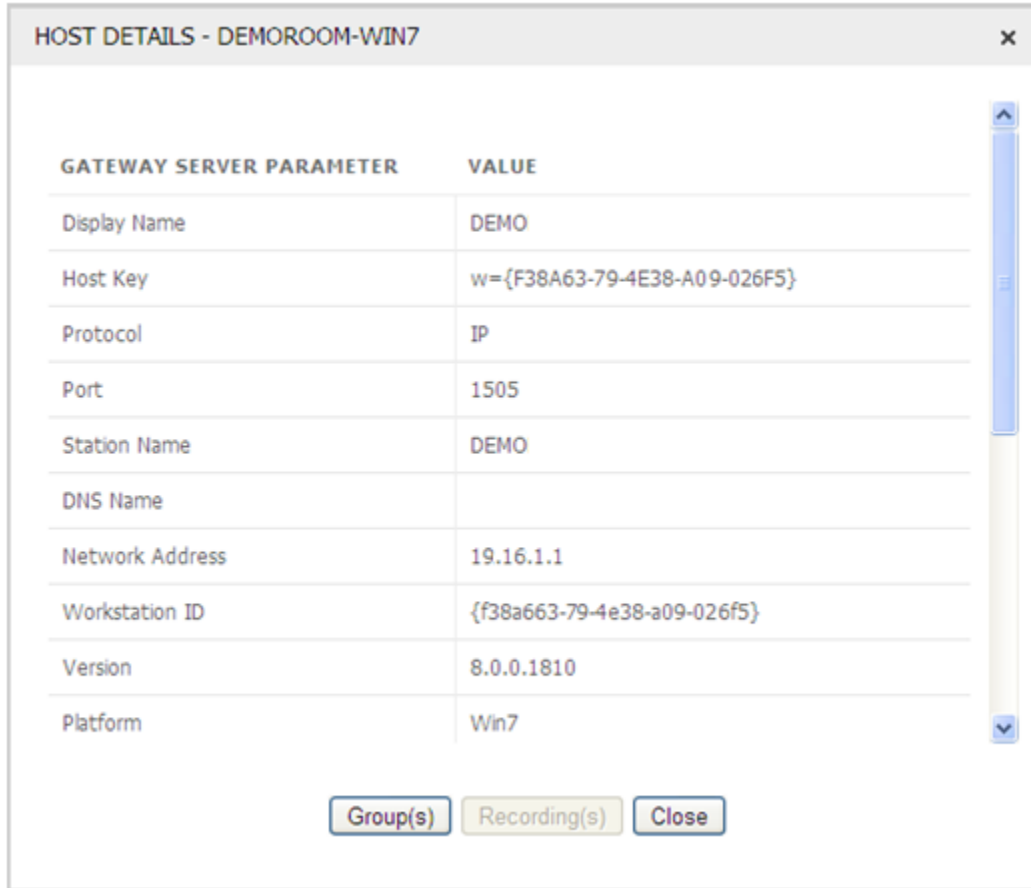 HOST DETAILS - DEMOROOM-WIN7 ×
GATEWAY SERVER PARAMETER VALUE
Display Name DEMO
Host Key w={F38A63-79-4E38-A09-026F5}
Protocol IP
Port 1505
Station Name DEMO
DNS Name
Network Address 19.16.1.1
Workstation ID {f38a663-79-4e38-a09-026f5}
Version 8.0.0.1810
Platform Win7
Group(s) Recording(s) Close